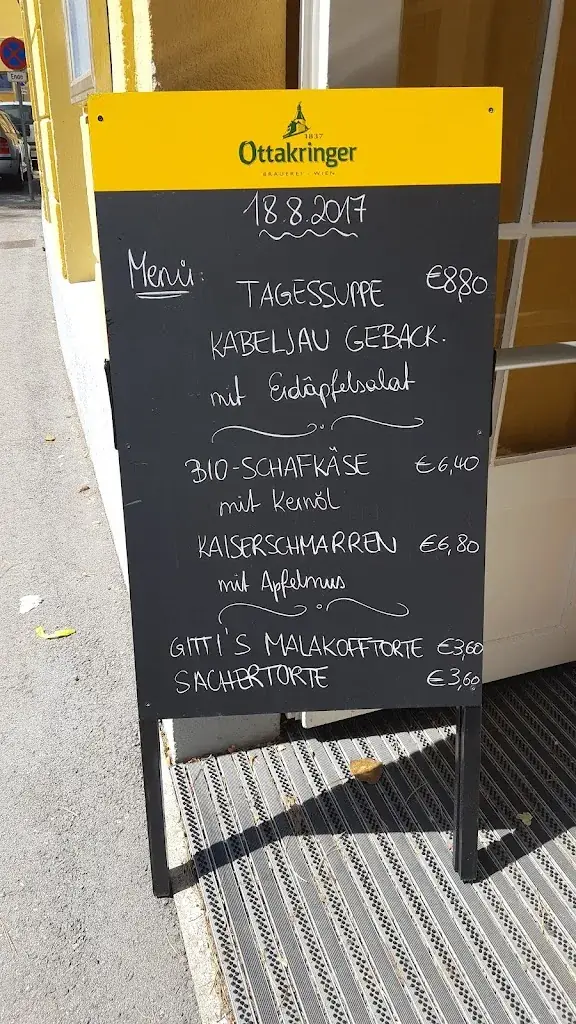 Ende
1837
Ottakringer
BRAUEREI · WIEN
18.8.2017
Menü: TAGESSUPPE €8,80
KABELJAU GEBACK.
mit Erdäpfelsalat
BIO-SCHAFKÄSE €6,40
mit Kernöl
KAISERSCHMARREN €6,80
mit Apfelmus
GITTI'S MALAKOFFTORTE €3,60
SACHERTORTE €3,60